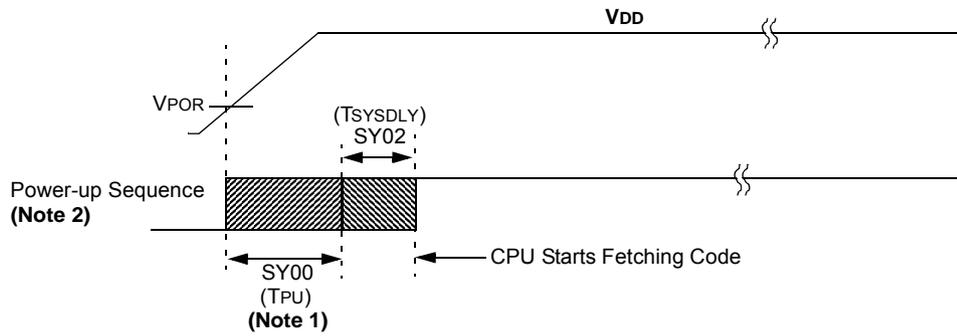 VDD
VPOR
(TSYSDLY)
SY02
Power-up Sequence
(Note 2)
CPU Starts Fetching Code
SY00
(TPU)
(Note 1)